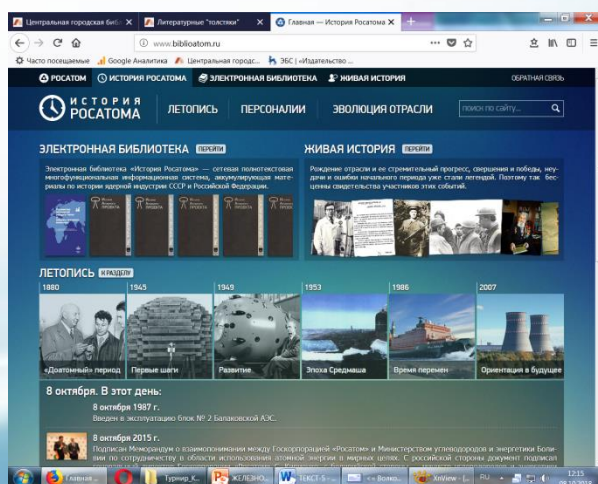 Центральная городская библ
Литературные "толстяки"
Главная — История Росатома
www.biblioatom.ru
Часто посещаемые
Google Аналитика
Центральная городс...
ЭБС | «Издательство ...
РОСАТОМ
ИСТОРИЯ РОСАТОМА
ЭЛЕКТРОННАЯ БИБЛИОТЕКА
ЖИВАЯ ИСТОРИЯ
ОБРАТНАЯ СВЯЗЬ
ИСТОРИЯ
РОСАТОМА
ЛЕТОПИСЬ
ПЕРСОНАЛИИ
ЭВОЛЮЦИЯ ОТРАСЛИ
поиск по сайту...
ЭЛЕКТРОННАЯ БИБЛИОТЕКА ПЕРЕЙТИ
Электронная библиотека «История Росатома» — сетевая полнотекстовая
многофункциональная информационная система, аккумулирующая мате-
риалы по истории ядерной индустрии СССР и Российской Федерации.
ЖИВАЯ ИСТОРИЯ ПЕРЕЙТИ
Рождение отрасли и ее стремительный прогресс, свершения и победы, неу-
дачи и ошибки начального периода уже стали легендой. Поэтому так бес-
ценны свидетельства участников этих событий.
ЛЕТОПИСЬ К РАЗДЕЛУ
1880
1945
1949
1953
1986
2007
«Доатомный» период
Первые шаги
Развитие
Эпоха Средмаша
Время перемен
Ориентация в будущее
8 октября. В этот день:
8 октября 1987 г.
Введен в эксплуатацию блок № 2 Балаковской АЭС.
8 октября 2015 г.
Подписан Меморандум о взаимопонимании между Госкорпорацией «Росатом» и Министерством углеводородов и энергетики Боли-
вии по сотрудничеству в области использования атомной энергии в мирных целях. С российской стороны документ подписал
Главная...
Турнир_К...
ЖЕЛЕЗНО...
ТЕКСТ-5 -...
XnView - [...
RU
12:15
09.10.2018